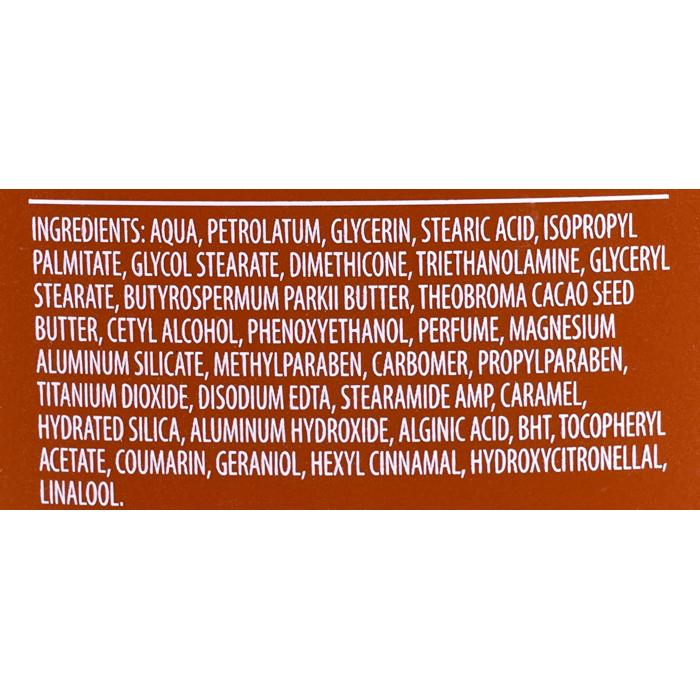 INGREDIENTS: AQUA, PETROLATUM, GLYCERIN, STEARIC ACID, ISOPROPYL
PALMITATE, GLYCOL STEARATE, DIMETHICONE, TRIETHANOLAMINE, GLYCERYL
STEARATE, BUTYROSPERMUM PARKII BUTTER, THEOBROMA CACAO SEED
BUTTER, CETYL ALCOHOL, PHENOXYETHANOL, PERFUME, MAGNESIUM
ALUMINUM SILICATE, METHYLPARABEN, CARBOMER, PROPYLPARABEN,
TITANIUM DIOXIDE, DISODIUM EDTA, STEARAMIDE AMP, CARAMEL,
HYDRATED SILICA, ALUMINUM HYDROXIDE, ALGINIC ACID, BHT, TOCOPHERYL
ACETATE, COUMARIN, GERANIOL, HEXYL CINNAMAL, HYDROXYCITRONELLAL,
LINALOOL.